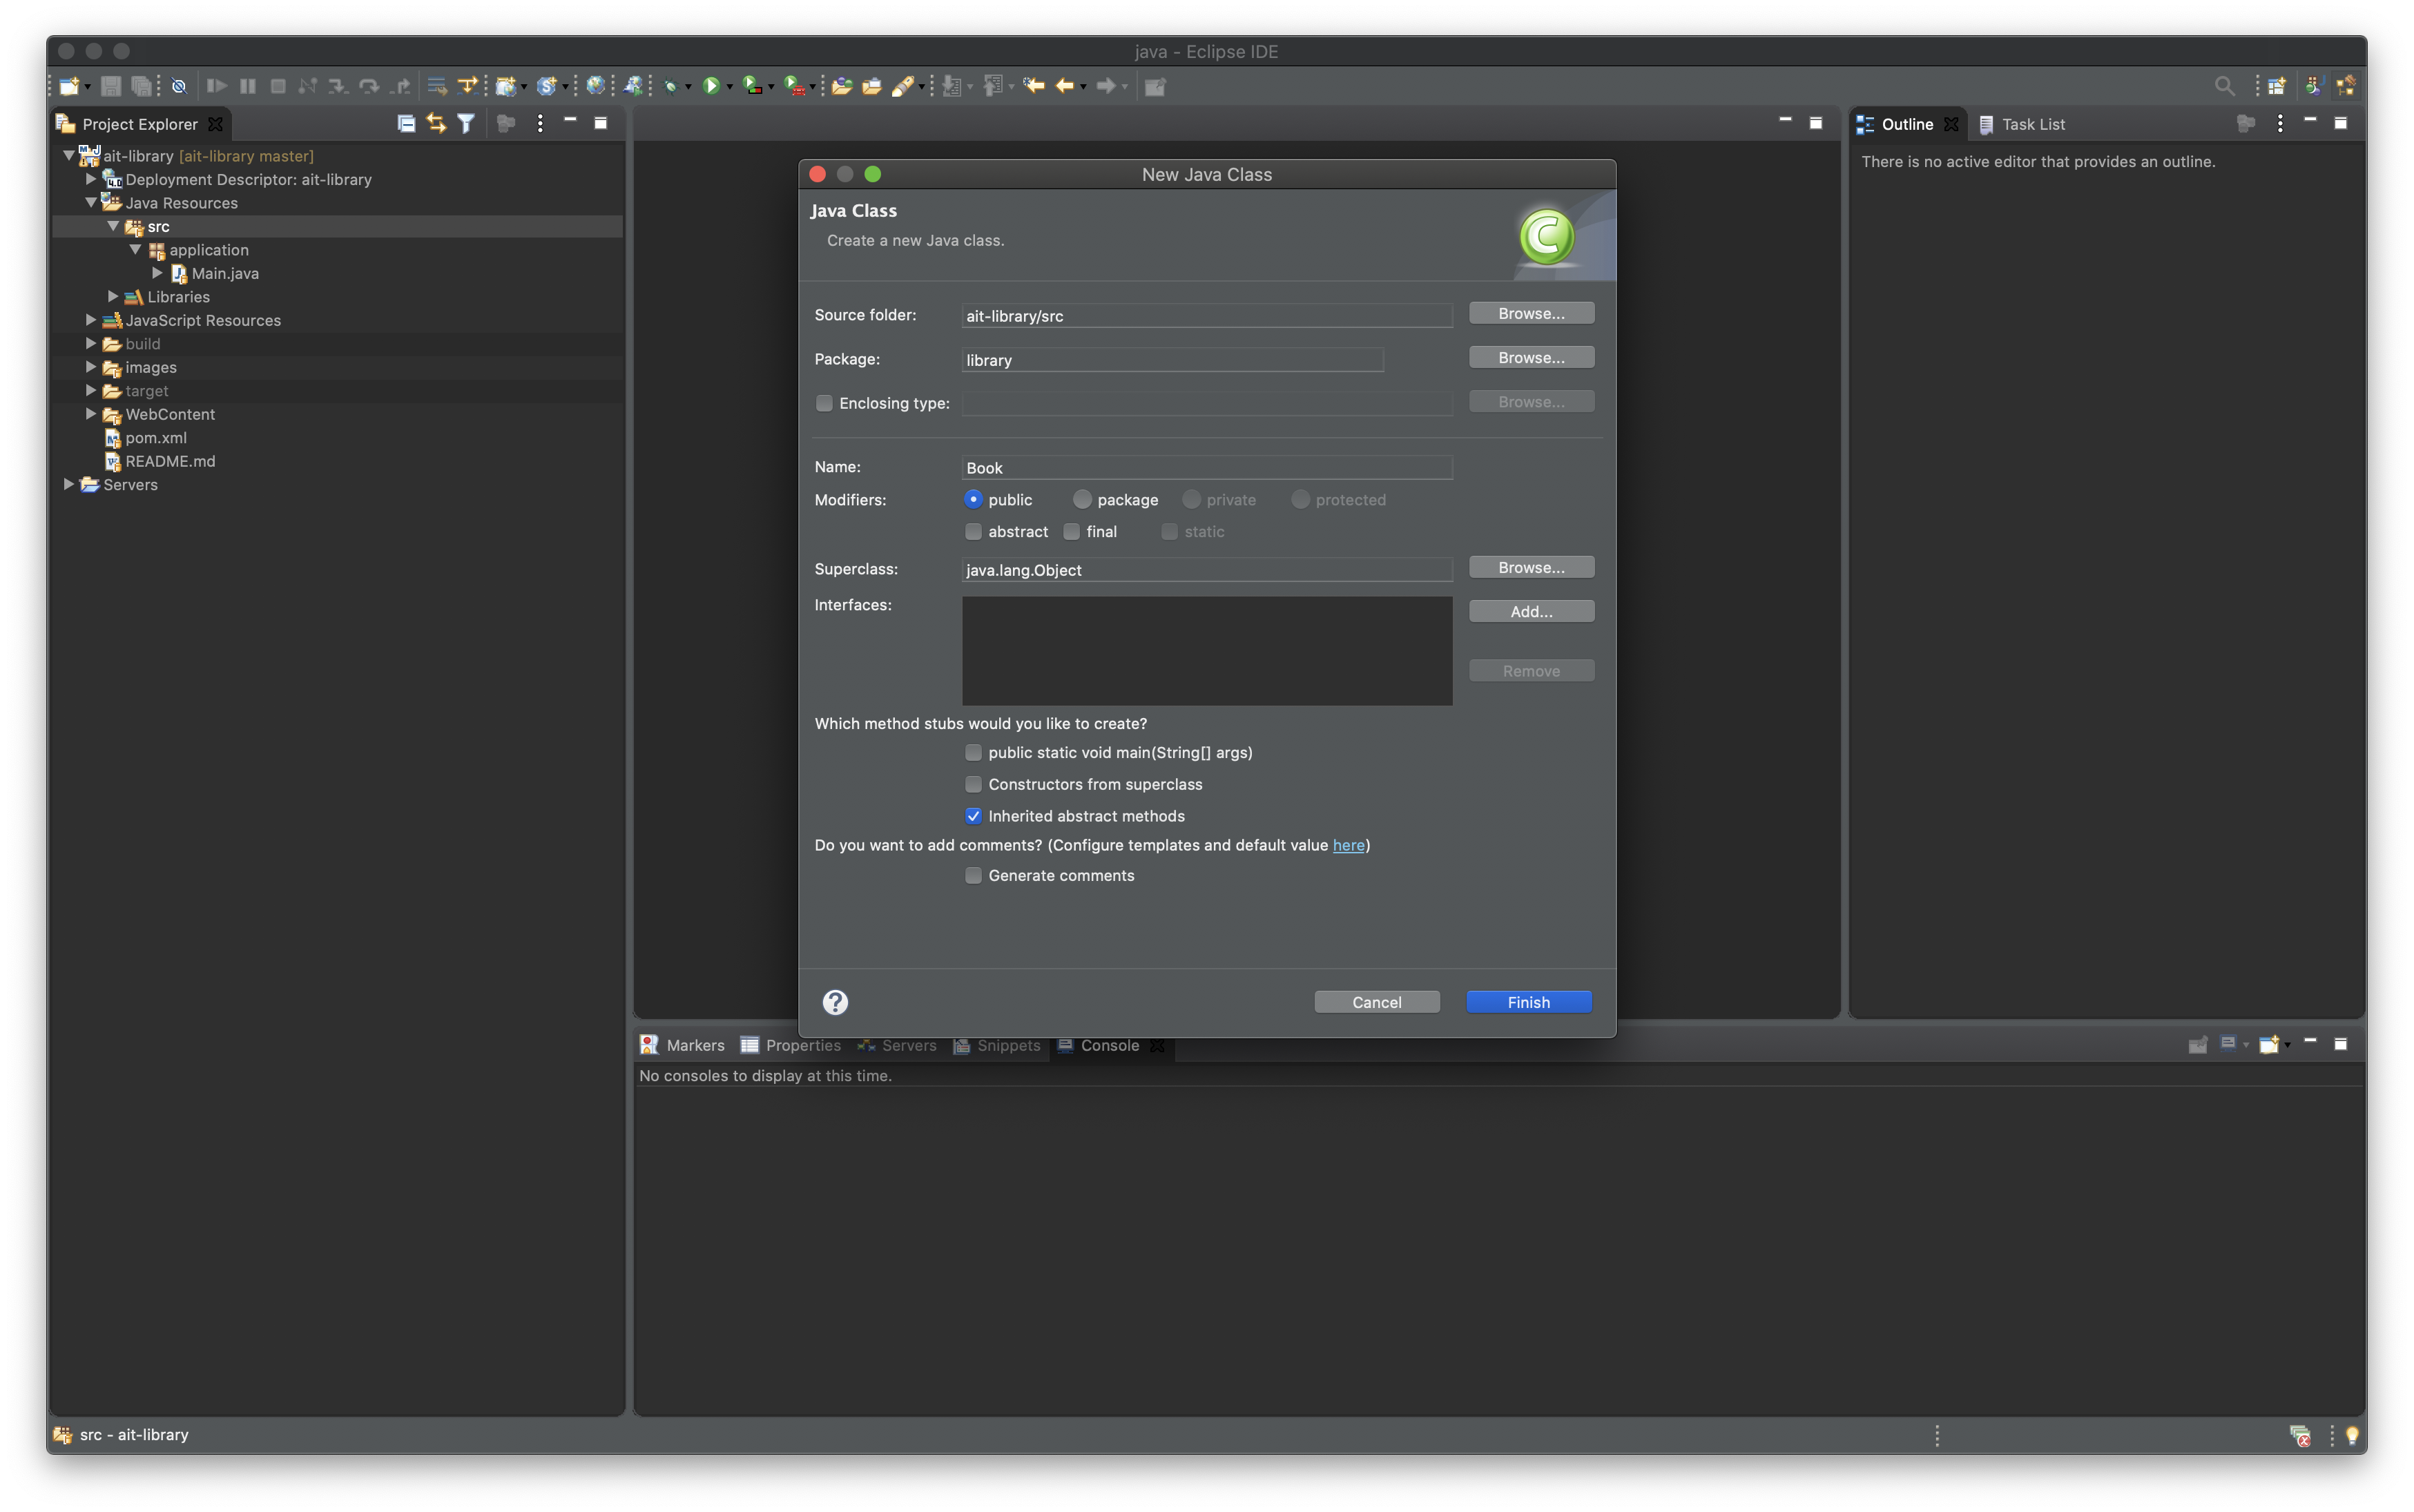 java - Eclipse IDE
Project Explorer
Outline
Task List
ait-library [ait-library master]
Deployment Descriptor: ait-library
Java Resources
src
application
Main.java
Libraries
JavaScript Resources
build
images
target
WebContent
pom.xml
README.md
Servers
There is no active editor that provides an outline.
New Java Class
Java Class
Create a new Java class.
Source folder: ait-library/src Browse...
Package: library Browse...
Enclosing type: Browse...
Name: Book
Modifiers: public package private protected
abstract final static
Superclass: java.lang.Object Browse...
Interfaces: Add...
Remove
Which method stubs would you like to create?
public static void main(String[] args)
Constructors from superclass
Inherited abstract methods
Do you want to add comments? (Configure templates and default value here)
Generate comments
? Cancel Finish
Markers Properties Servers Snippets Console
No consoles to display at this time.
src - ait-library